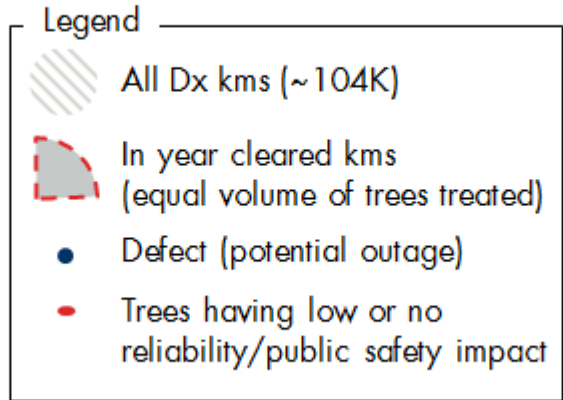 Legend
All Dx kms (~104K)
In year cleared kms
(equal volume of trees treated)
Defect (potential outage)
Trees having low or no
reliability/public safety impact